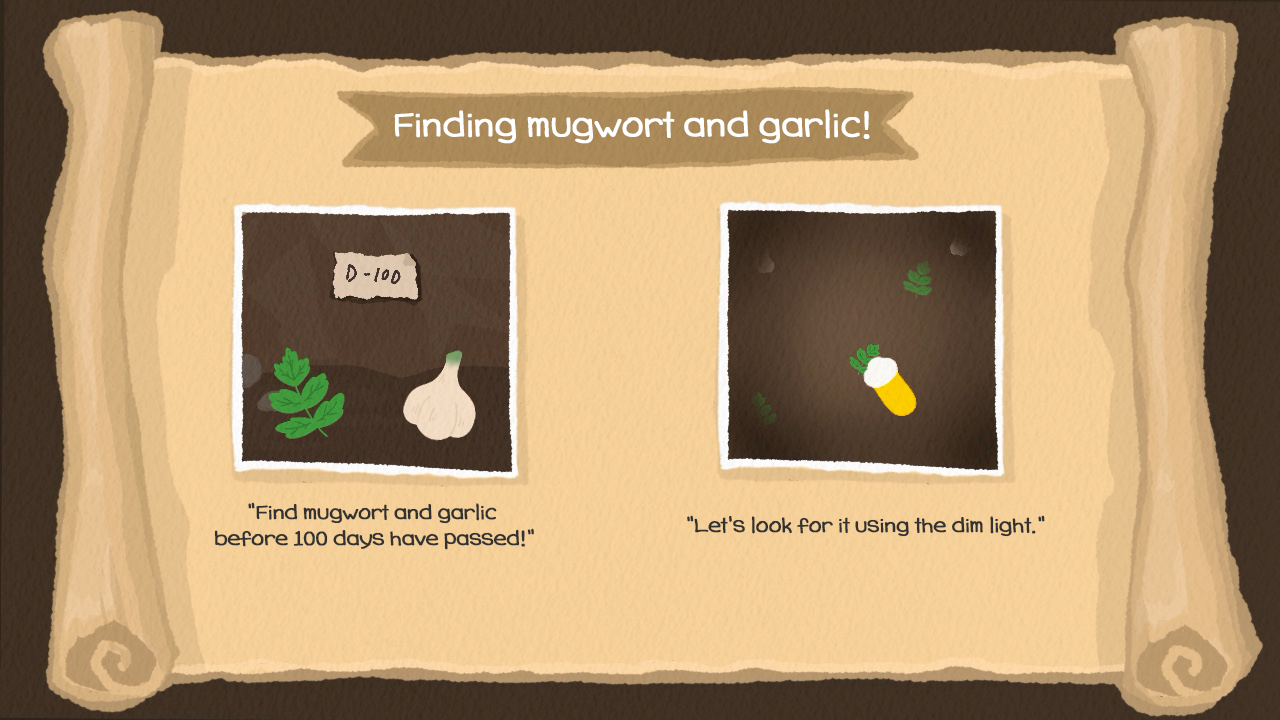 Finding mugwort and garlic!
D-100
"Find mugwort and garlic
before 100 days have passed!"
"Let's look for it using the dim light."